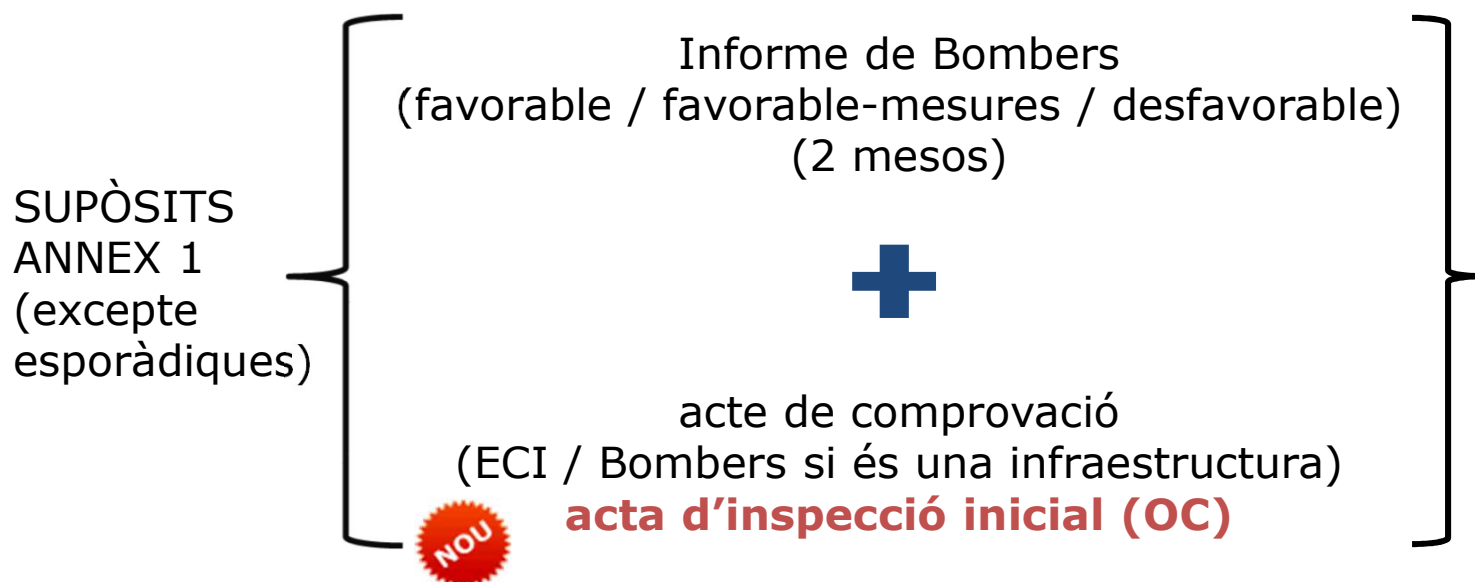 Informe de Bombers
(favorable / favorable-mesures / desfavorable)
(2 mesos)
SUPÒSITS
ANNEX 1
(excepte
esporàdiques)
acte de comprovació
(ECI / Bombers si és una infraestructura)
acta d’inspecció inicial (OC)
NOU